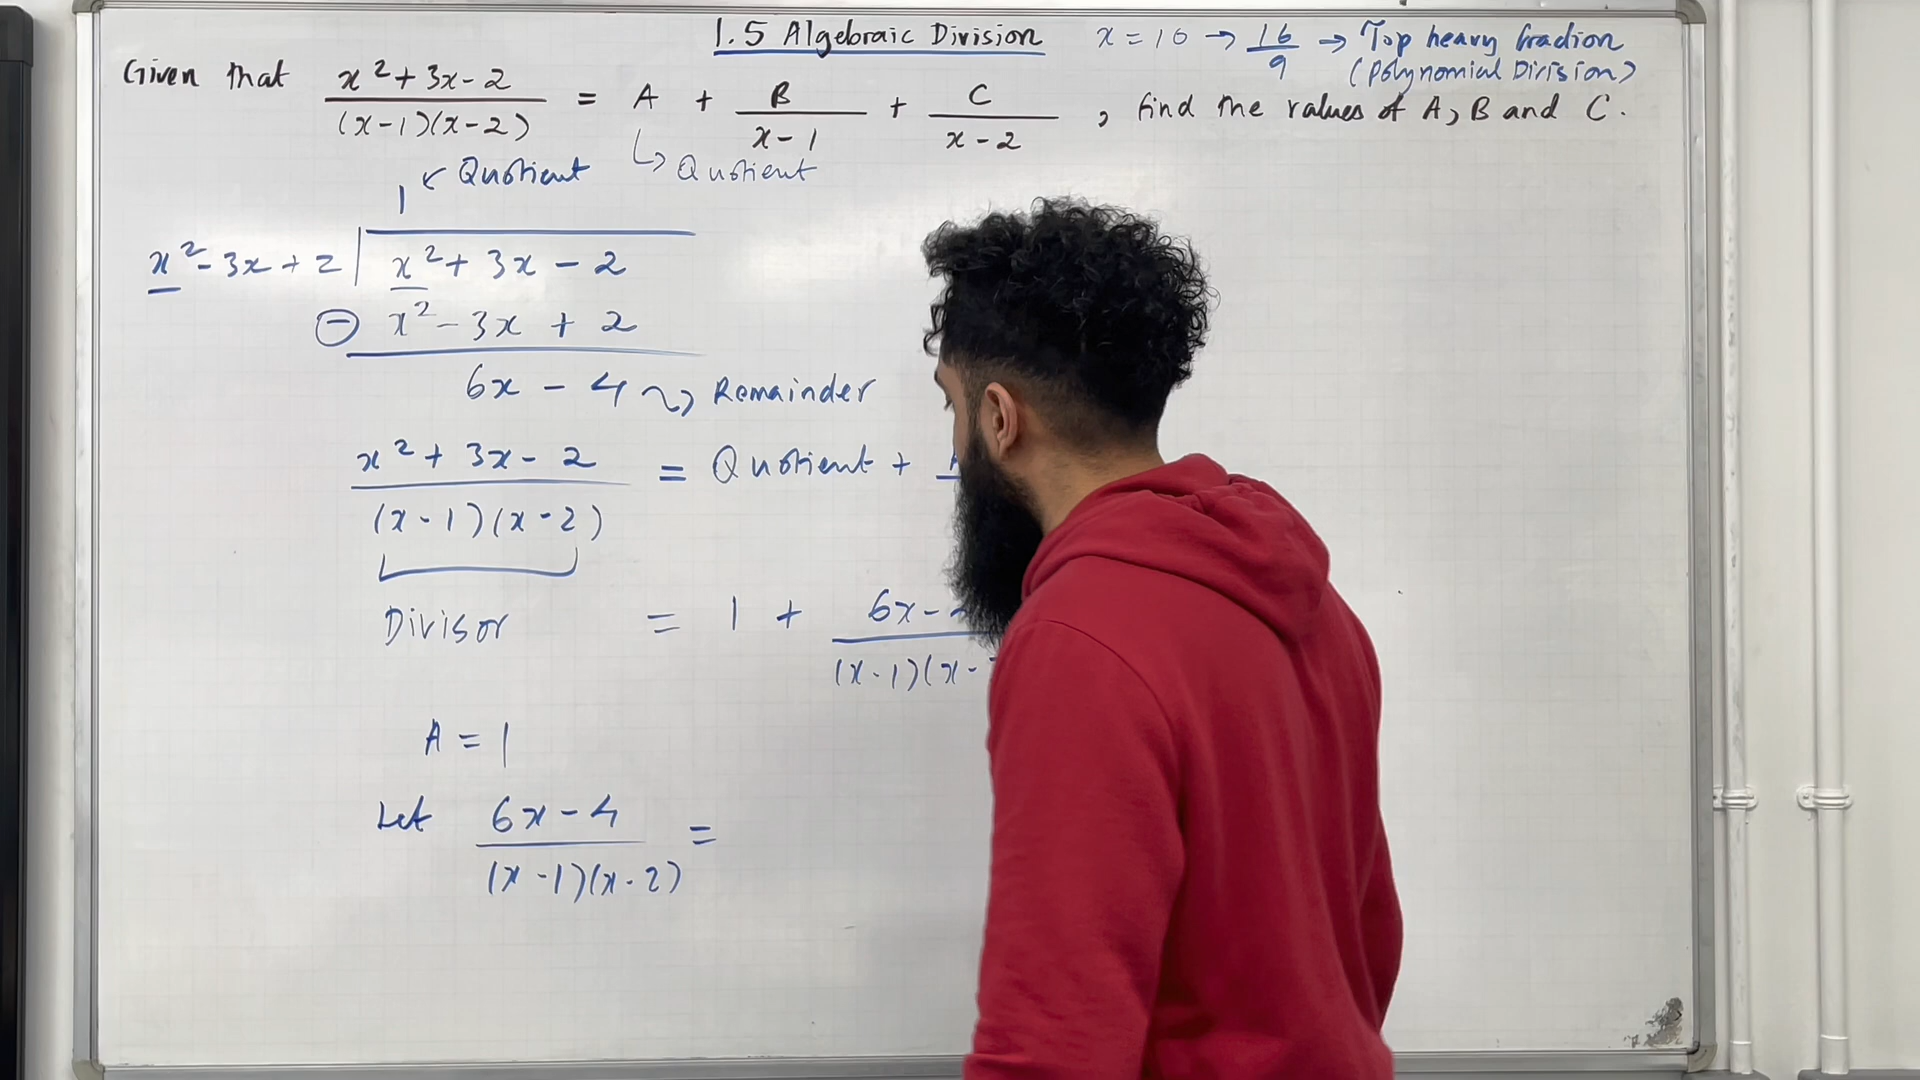 1.5 Algebraic Division
x = 10 → 16/9 → Top heavy fraction
(Polynomial Division)
Given that (x² + 3x - 2)/((x-1)(x-2)) = A + B/(x-1) + C/(x-2) , find the values of A, B and C.
1 ← Quotient
↳ Quotient
x² - 3x + 2 | x² + 3x - 2
⊖ x² - 3x + 2
6x - 4 → Remainder
(x² + 3x - 2)/((x-1)(x-2)) = Quotient +
Divisor = 1 + 6x -
(x-1)(x-
A = 1
Let (6x - 4)/((x-1)(x-2)) =